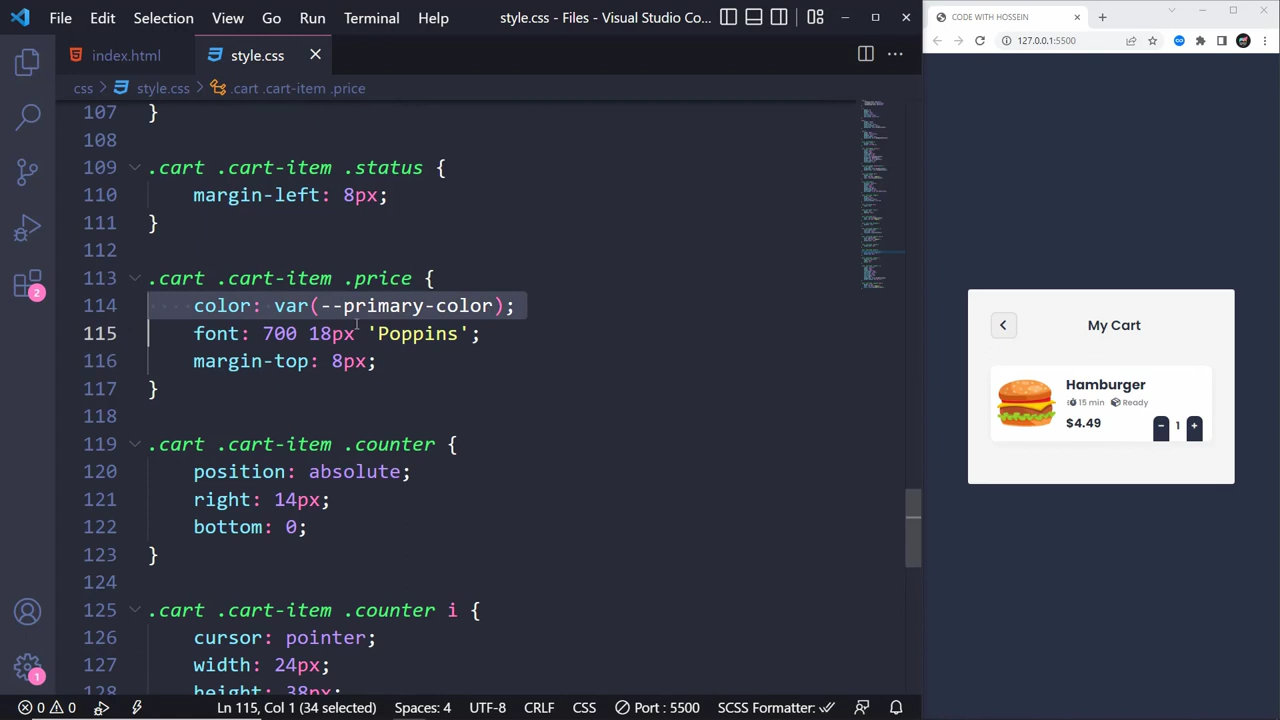 File Edit Selection View Go Run Terminal Help style.css - Files - Visual Studio Co...
index.html style.css
css > style.css > .cart .cart-item .price
107 }
108
109 .cart .cart-item .status {
110 margin-left: 8px;
111 }
112
113 .cart .cart-item .price {
114 color: var(--primary-color);
115 font: 700 18px 'Poppins';
116 margin-top: 8px;
117 }
118
119 .cart .cart-item .counter {
120 position: absolute;
121 right: 14px;
122 bottom: 0;
123 }
124
125 .cart .cart-item .counter i {
126 cursor: pointer;
127 width: 24px;
128 height: 38px;
2
1
0 0 Ln 115, Col 1 (34 selected) Spaces: 4 UTF-8 CRLF CSS Port : 5500 SCSS Formatter:
CODE WITH HOSSEIN
127.0.0.1:5500
My Cart
Hamburger
15 min Ready
$4.49 - 1 +